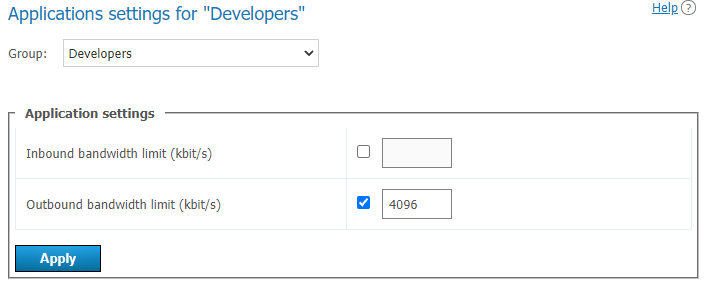 Applications settings for "Developers"
Help ?
Group: Developers
Application settings
Inbound bandwidth limit (kbit/s)
Outbound bandwidth limit (kbit/s) 4096
Apply